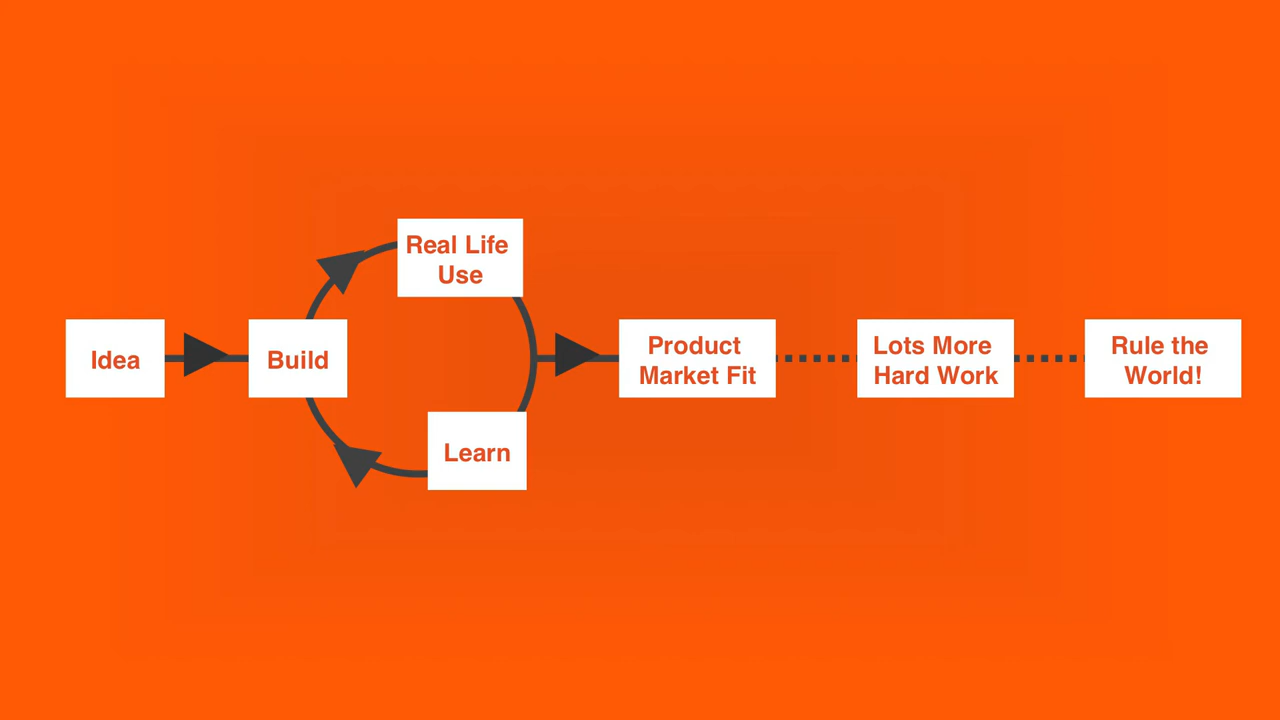 Idea
Build
Real Life
Use
Learn
Product
Market Fit
Lots More
Hard Work
Rule the
World!